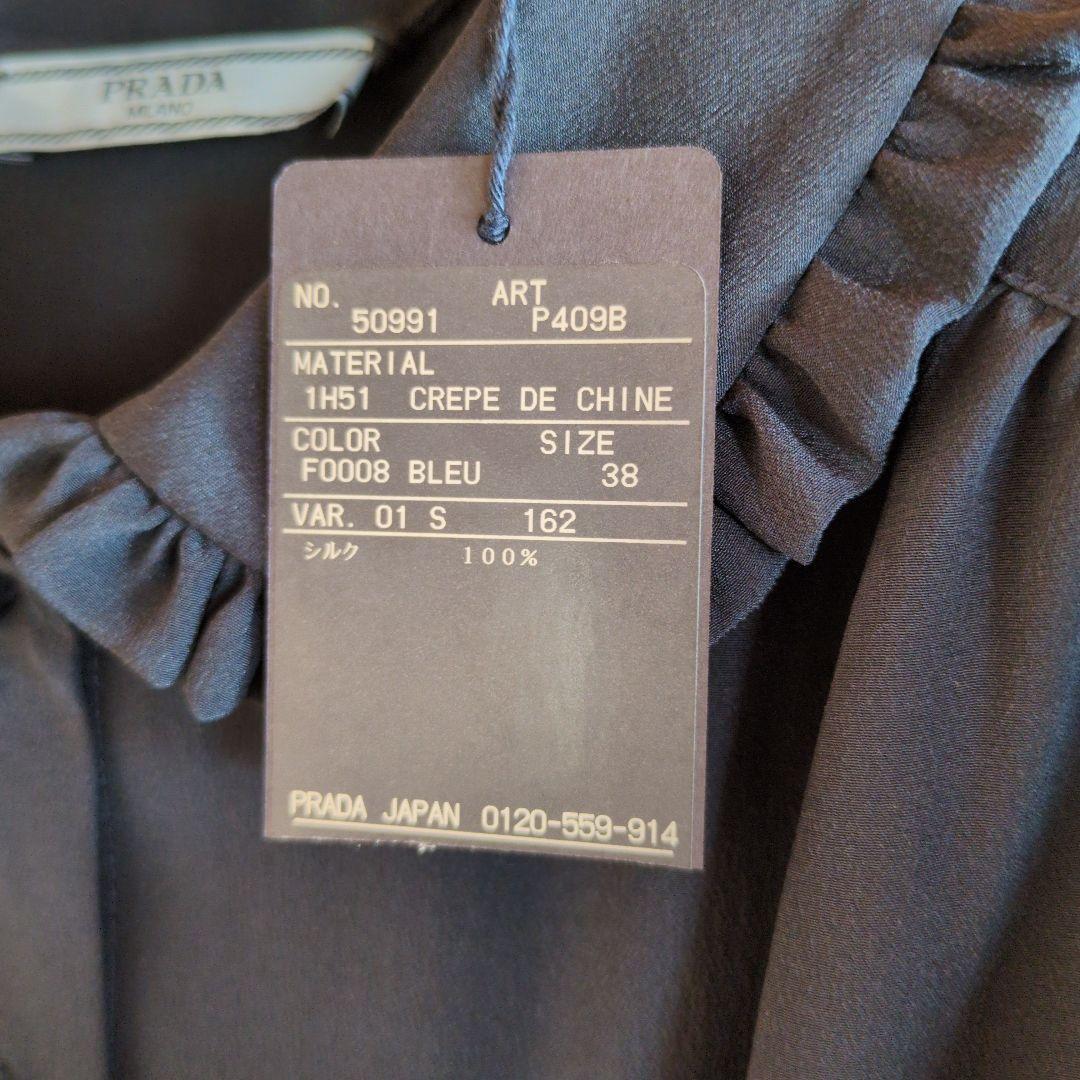 PRADA
MILANO
NO. ART
50991 P409B
MATERIAL
1H51 CREPE DE CHINE
COLOR SIZE
F0008 BLEU 38
VAR. 01 S 162
シルク 100%
PRADA JAPAN 0120-559-914